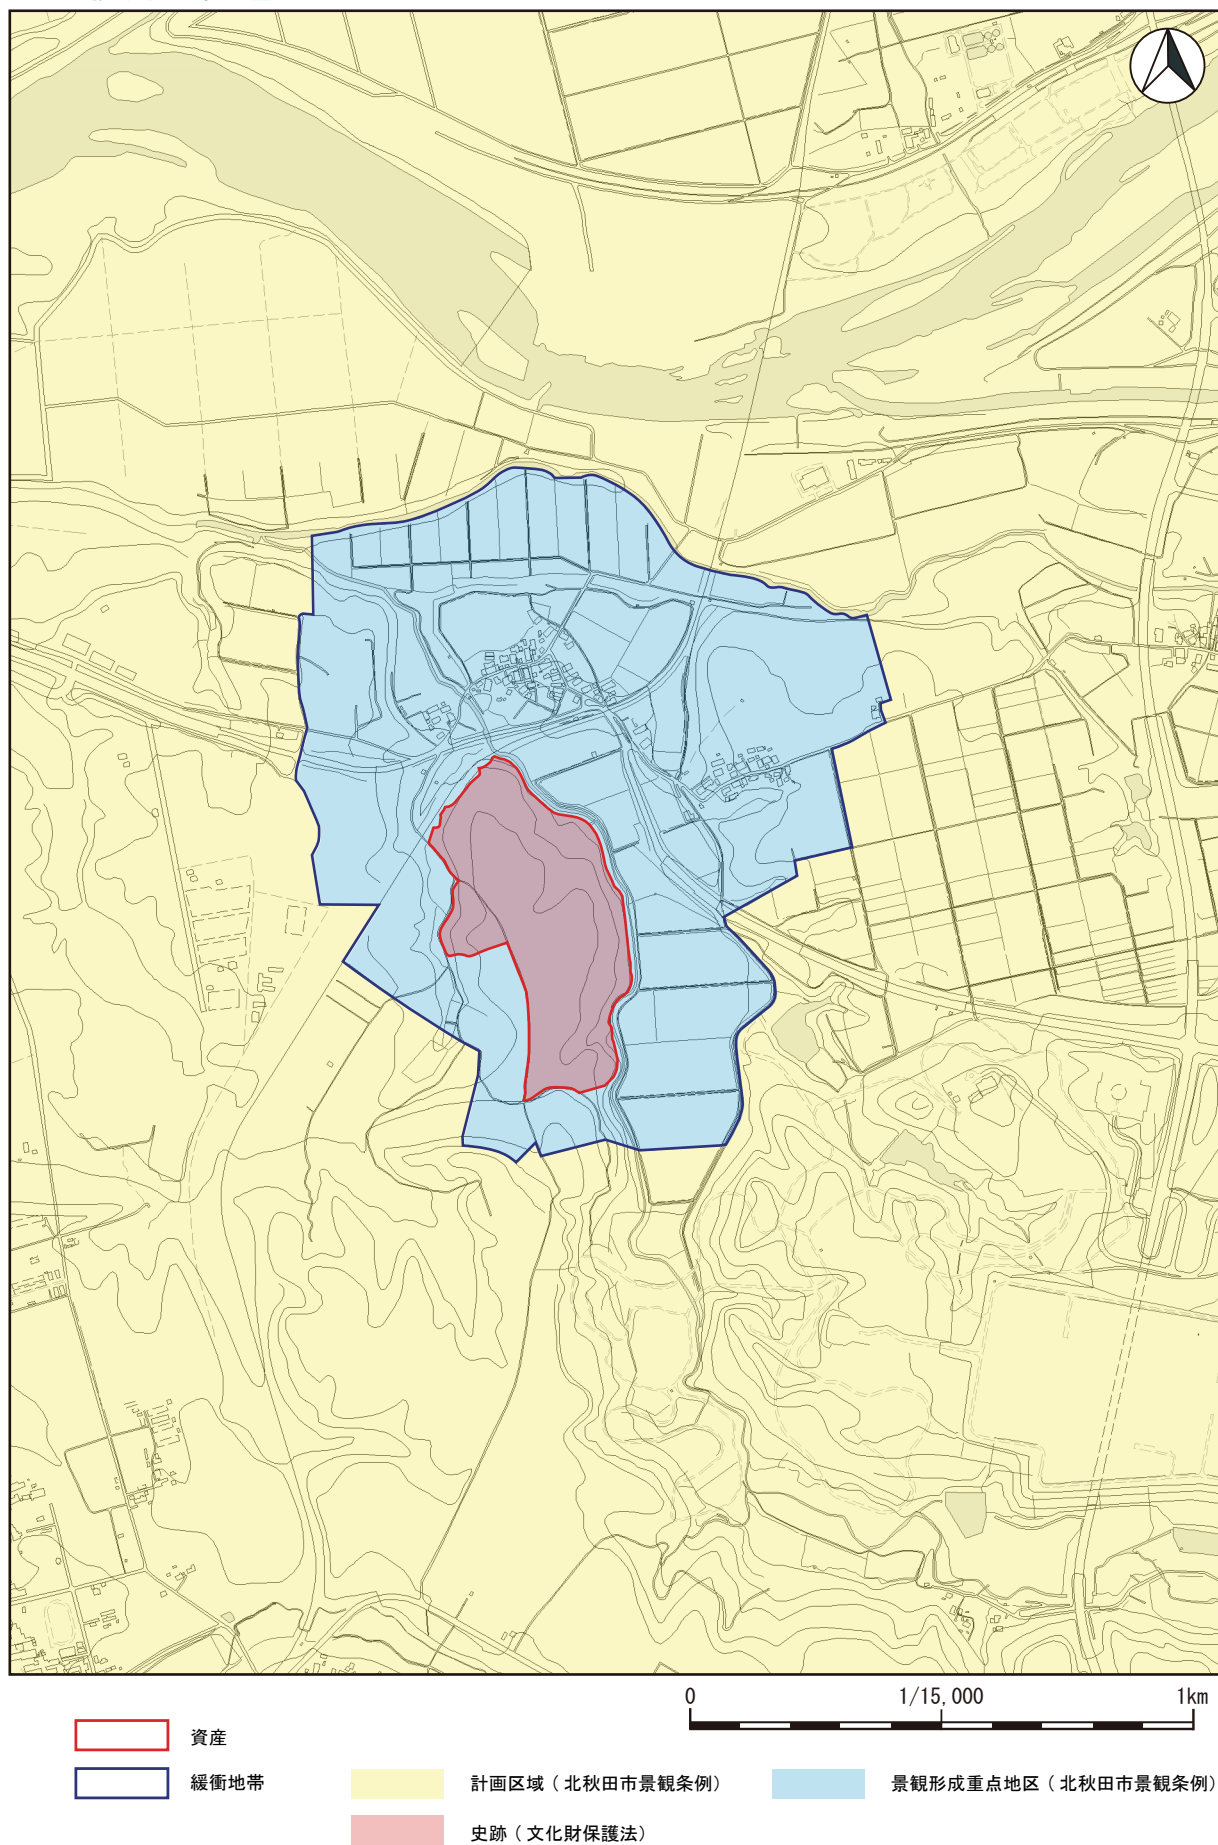 0 1/15,000 1km
資産
緩衝地帯 計画区域（北秋田市景観条例） 景観形成重点地区（北秋田市景観条例）
史跡（文化財保護法）